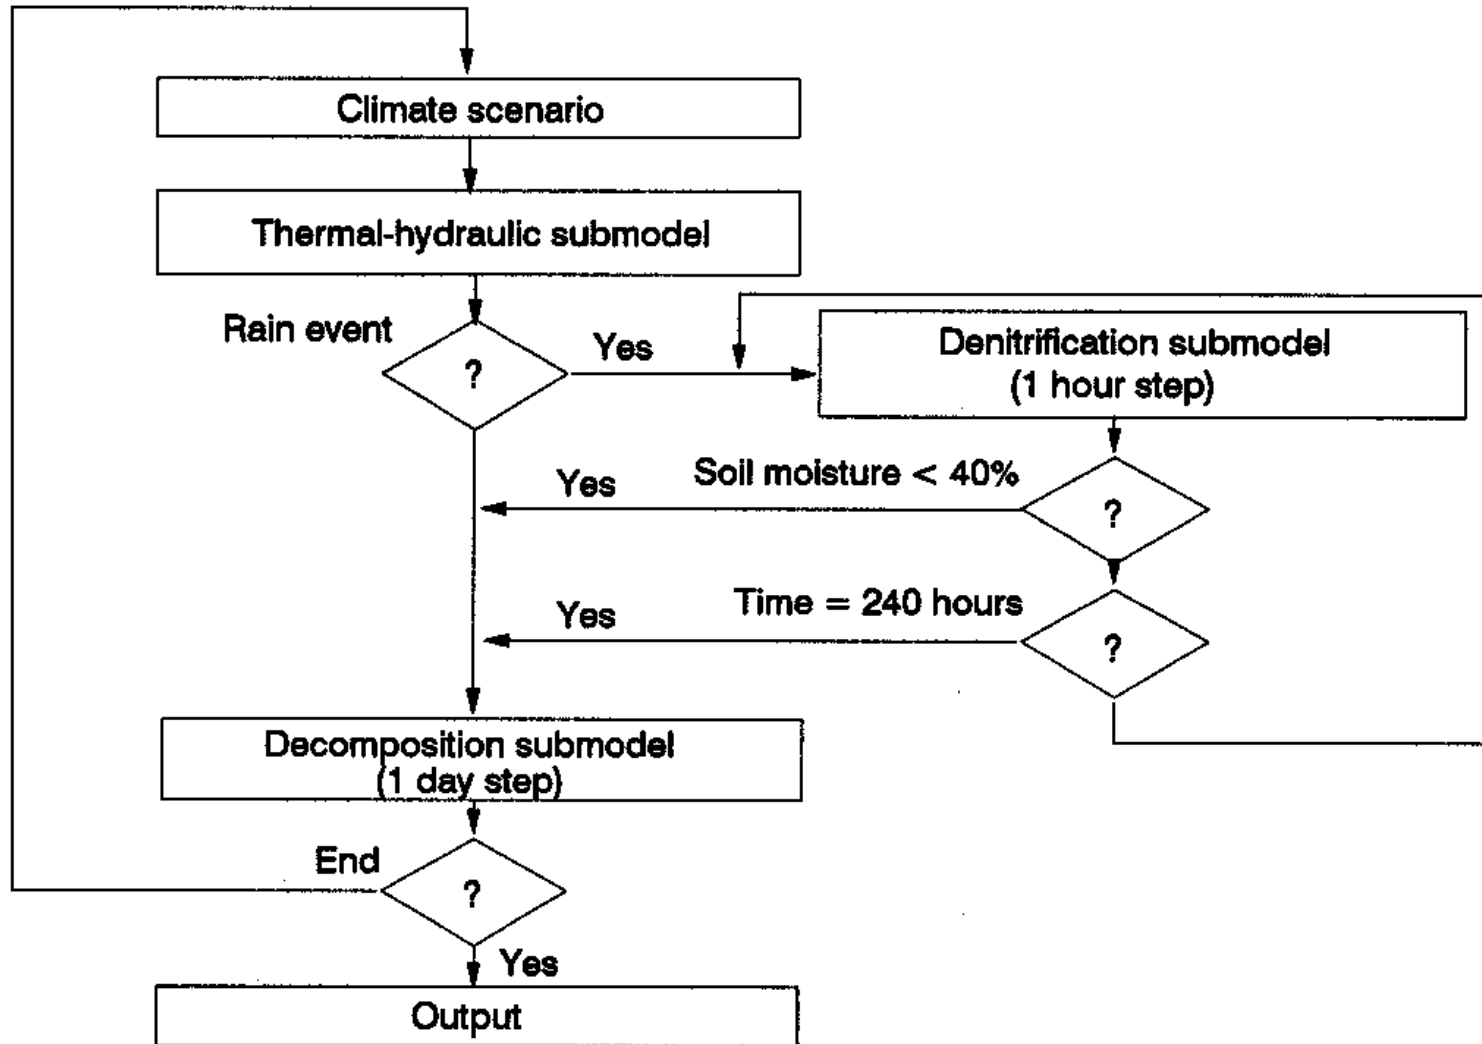 Climate scenario
Thermal-hydraulic submodel
Rain event
?
Yes
Denitrification submodel
(1 hour step)
Soil moisture < 40%
Yes
?
Time = 240 hours
Yes
?
Decomposition submodel
(1 day step)
End
?
Yes
Output